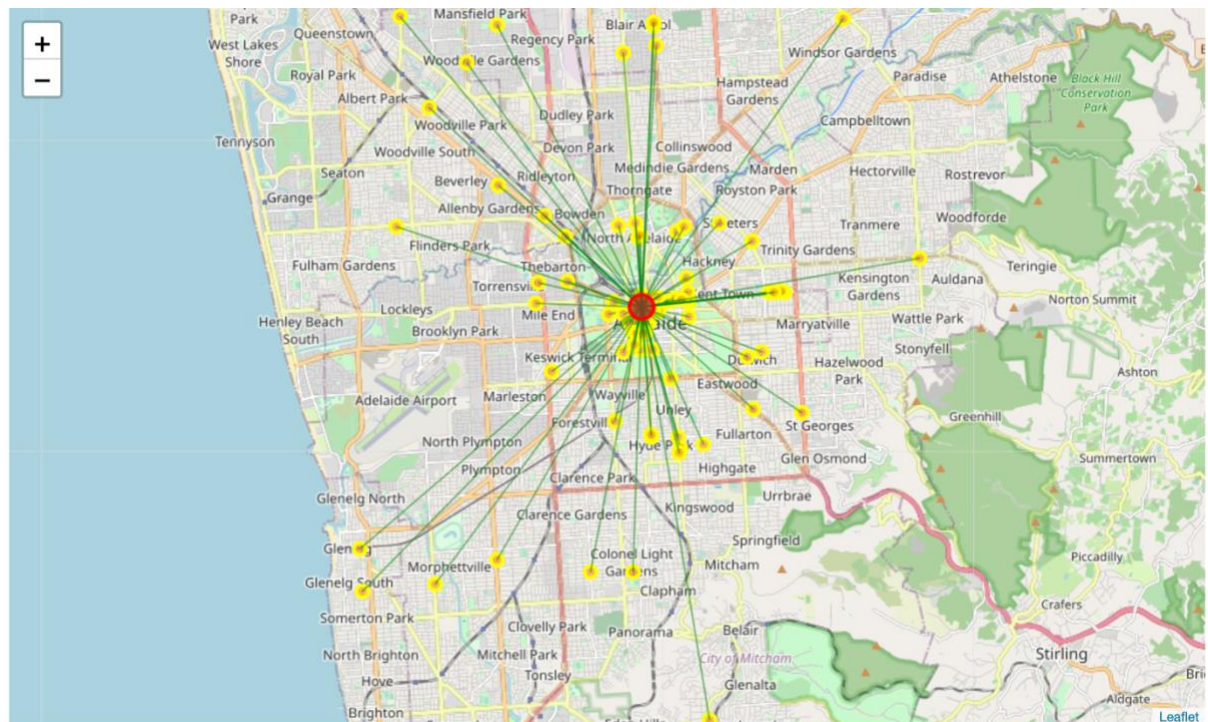 +
−
Park
Mansfield Park
Queenstown
Regency Park
West Lakes
Shore
Royal Park
Windsor Gardens
Paradise
Athelstone
Black Hill
Conservation
Park
Hampstead
Gardens
Albert Park
Woodville Park
Dudley Park
Campbelltown
Tennyson
Woodville South
Devon Park
Collinswood
Seaton
Beverley
Ridleyton
Medindie Gardens
Marden
Hectorville
Rostrevor
Grange
Allenby Gardens
Bowden
Thorngate
Royston Park
Woodforde
Flinders Park
Tranmere
Trinity Gardens
Fulham Gardens
Thebarton
Hackney
Teringie
Kensington
Gardens
Auldana
Lockleys
Norton Summit
Henley Beach
South
Brooklyn Park
Mile End
Marryatville
Wattle Park
Stonyfell
Keswick Terminal
Hazelwood
Park
Ashton
Adelaide Airport
Marleston
Wayville
Eastwood
Unley
Greenhill
Forestville
Fullarton
St Georges
North Plympton
Glen Osmond
Summertown
Plympton
Highgate
Clarence Park
Glenelg North
Urrbrae
Kingswood
Clarence Gardens
Springfield
Piccadilly
Colonel Light
Gardens
Glenelg South
Morphettville
Mitcham
Clapham
Crafers
Somerton Park
Clovelly Park
Panorama
Belair
Stirling
North Brighton
Mitchell Park
City of Mitcham
Tonsley
Hove
Glenalta
Aldgate
Brighton
Leaflet